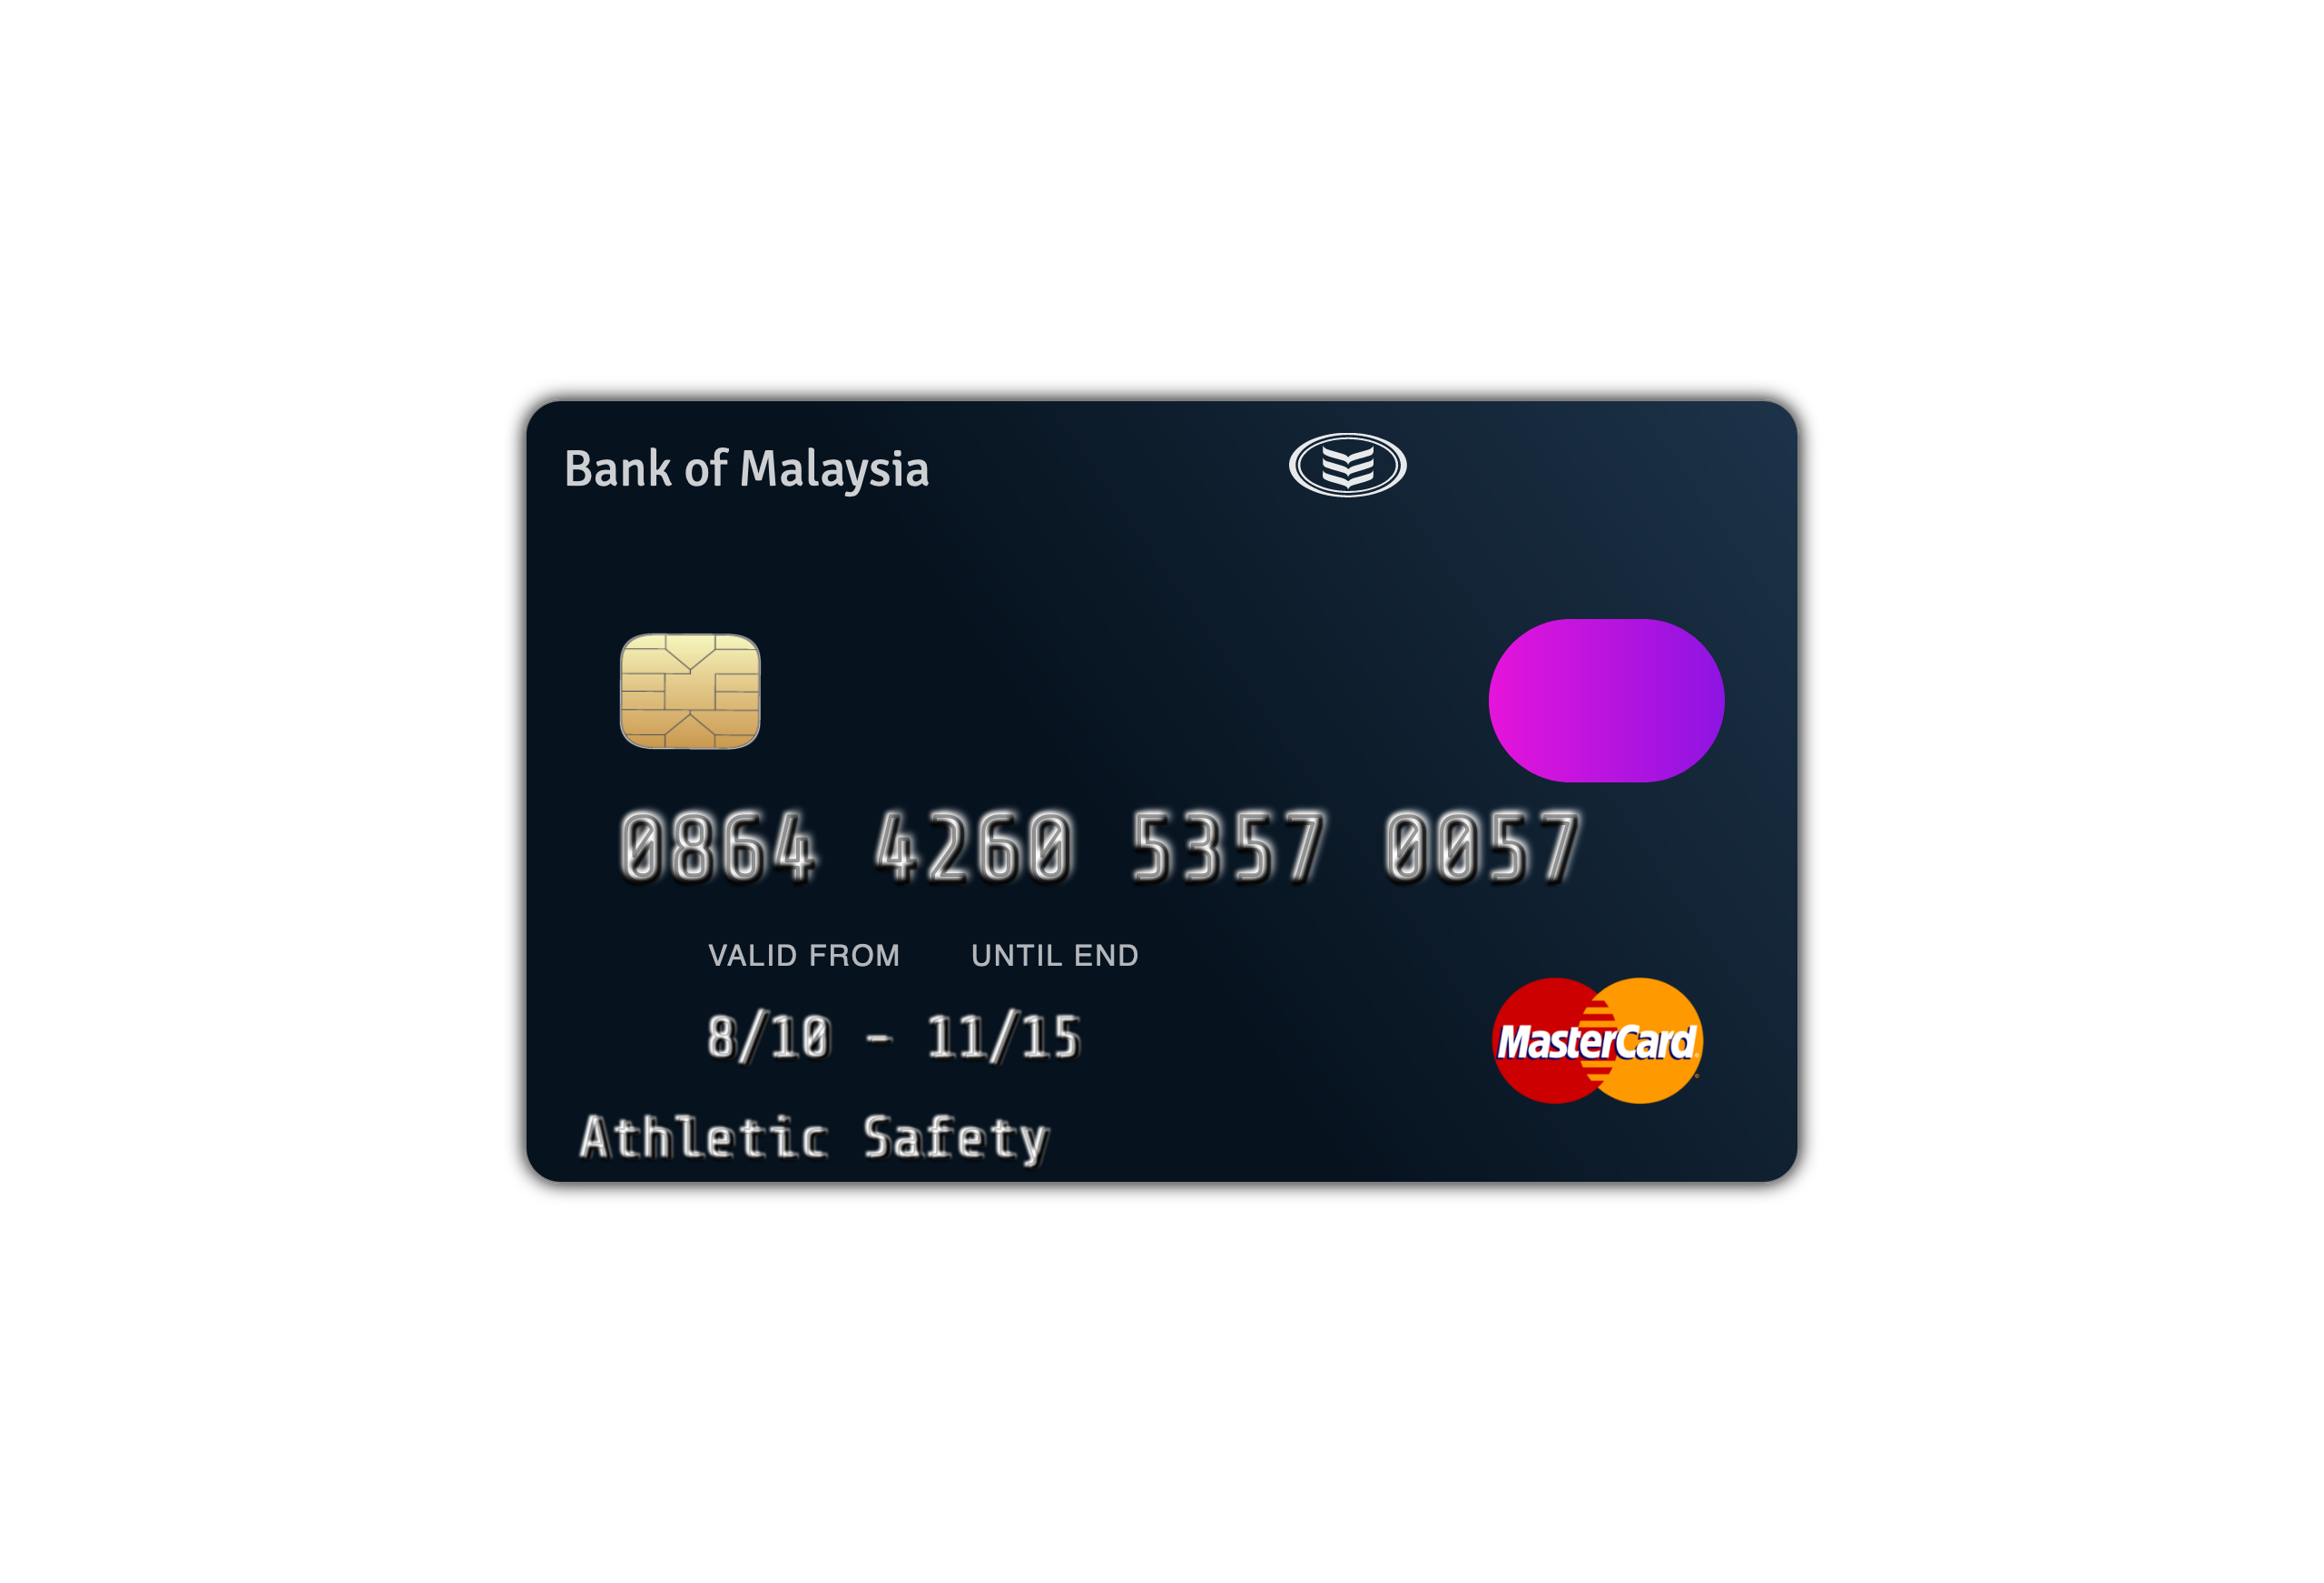 Bank of Malaysia
0864 4260 5357 0057
VALID FROM UNTIL END
8/10 - 11/15
MasterCard
Athletic Safety